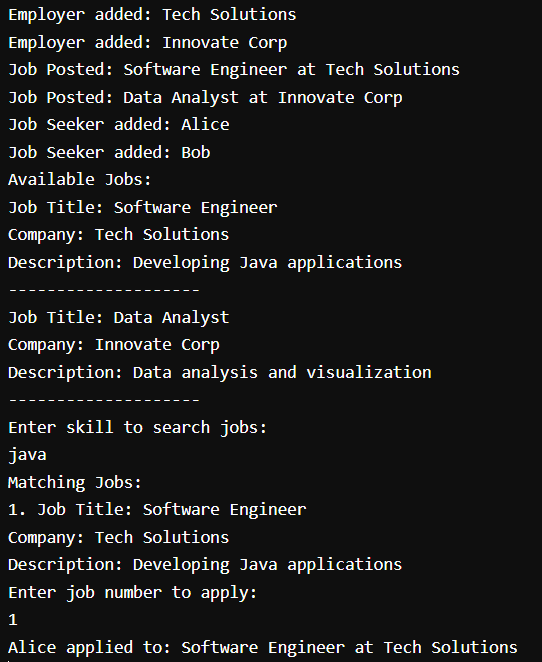 Employer added: Tech Solutions
Employer added: Innovate Corp
Job Posted: Software Engineer at Tech Solutions
Job Posted: Data Analyst at Innovate Corp
Job Seeker added: Alice
Job Seeker added: Bob
Available Jobs:
Job Title: Software Engineer
Company: Tech Solutions
Description: Developing Java applications
--------------------
Job Title: Data Analyst
Company: Innovate Corp
Description: Data analysis and visualization
--------------------
Enter skill to search jobs:
java
Matching Jobs:
1. Job Title: Software Engineer
Company: Tech Solutions
Description: Developing Java applications
Enter job number to apply:
1
Alice applied to: Software Engineer at Tech Solutions